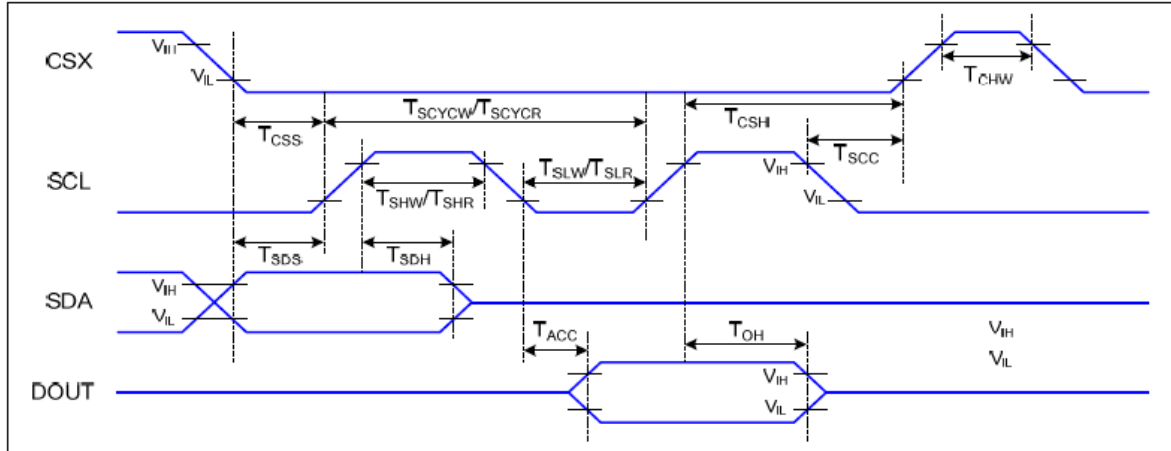 CSX
VIH
VIL
TCHW
TSCYCW/TSCYCR
TCSS
TCSH
TSCC
SCL
TSLW/TSLR
VIH
VIL
TSHW/TSHR
TSDS
TSDH
SDA
VIH
VIL
TACC
TOH
VIH
VIL
DOUT
VIH
VIL